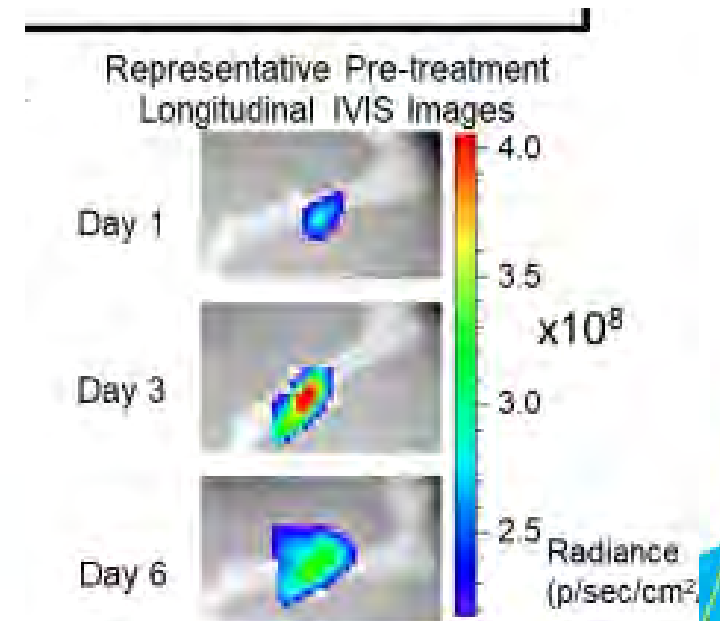 Representative Pre-treatment
Longitudinal IVIS Images
Day 1
Day 3
Day 6
4.0
3.5
x10⁸
3.0
2.5
Radiance
(p/sec/cm²